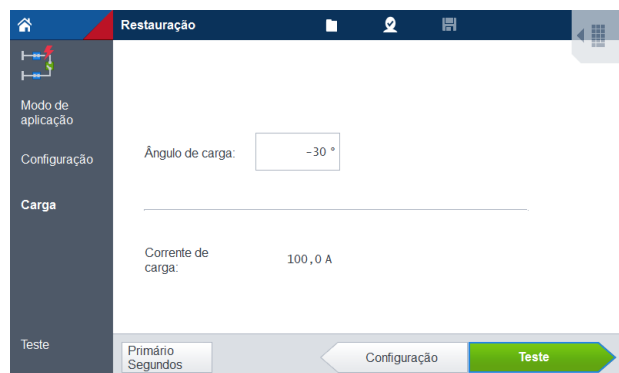 Restauração
Modo de
aplicação
Configuração
Carga
Teste
Ângulo de carga:
-30 °
Corrente de
carga:
100,0 A
Primário
Segundos
Configuração
Teste